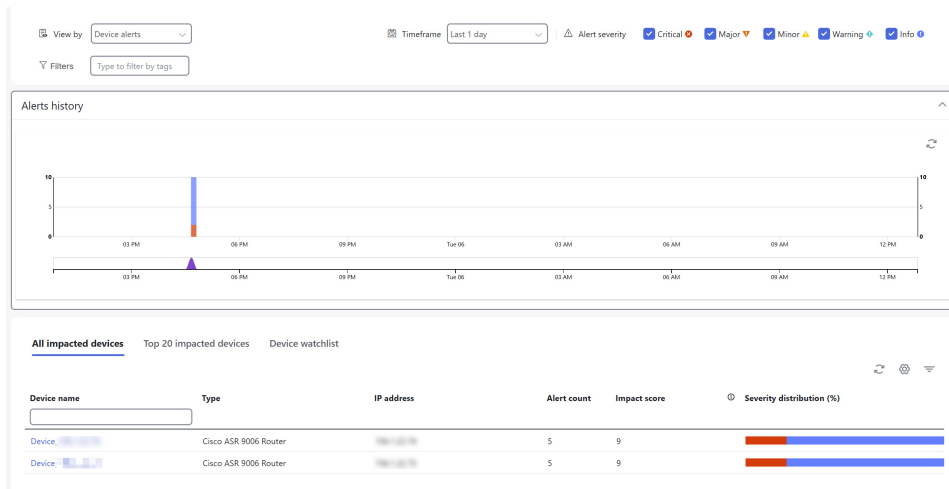 View by Device alerts Timeframe Last 1 day Alert severity Critical Major Minor Warning Info
Filters Type to filter by tags
Alerts history
10 10
5 5
0 0
03 PM 06 PM 09 PM Tue 06 03 AM 06 AM 09 AM 12 PM
03 PM 06 PM 09 PM Tue 06 03 AM 06 AM 09 AM 12 PM
All impacted devices Top 20 impacted devices Device watchlist
Device name Type IP address Alert count Impact score Severity distribution (%)
Device_ Cisco ASR 9006 Router 5 9
Device_ Cisco ASR 9006 Router 5 9